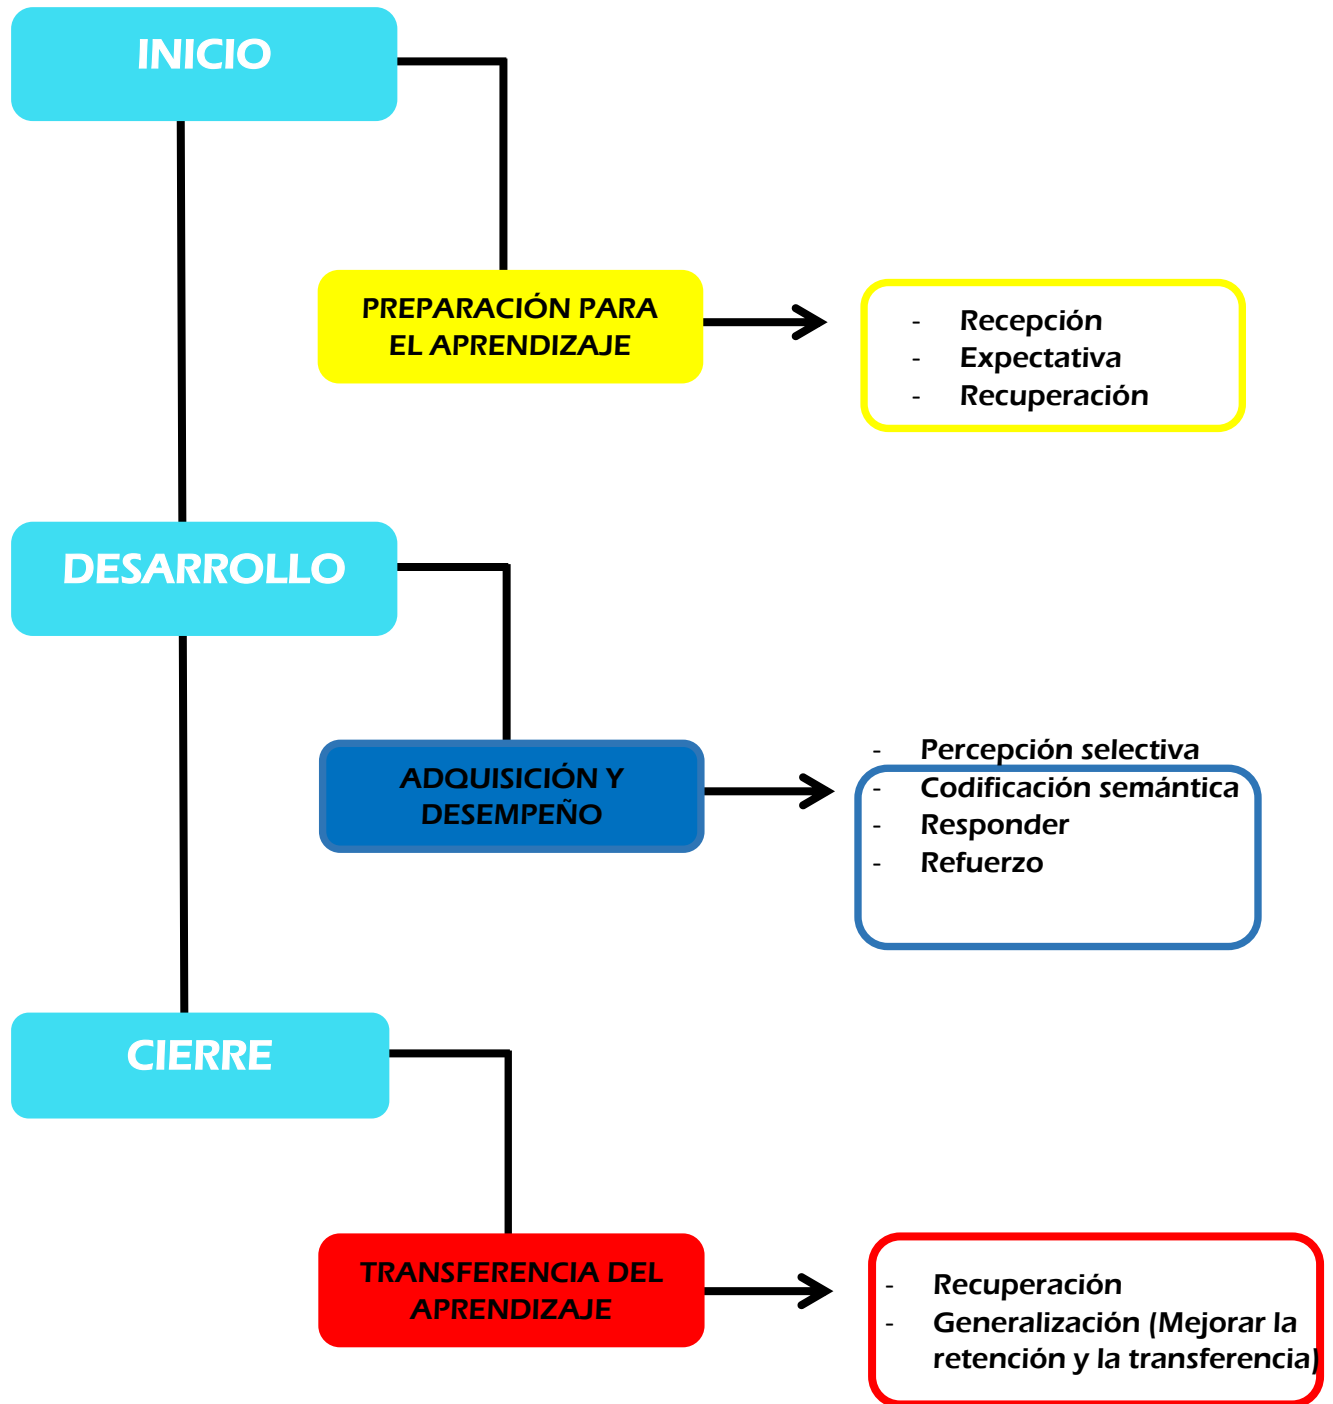 INICIO
PREPARACIÓN PARA
EL APRENDIZAJE
- Recepción
- Expectativa
- Recuperación
DESARROLLO
ADQUISICIÓN Y
DESEMPEÑO
- Percepción selectiva
- Codificación semántica
- Responder
- Refuerzo
CIERRE
TRANSFERENCIA DEL
APRENDIZAJE
- Recuperación
- Generalización (Mejorar la
retención y la transferencia)